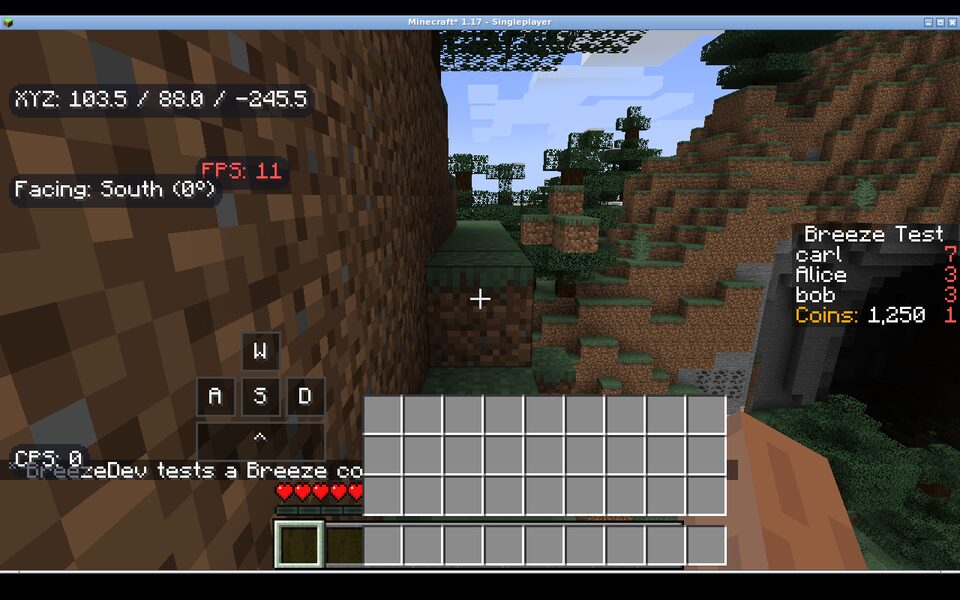 Minecraft* 1.17 - Singleplayer
XYZ: 103.5 / 88.0 / -245.5
FPS: 11
Facing: South (0°)
Breeze Test
carl 7
Alice 3
bob 3
Coins: 1,250 1
W
A S D
^
CPS: 0
* BreezeDev tests a Breeze co